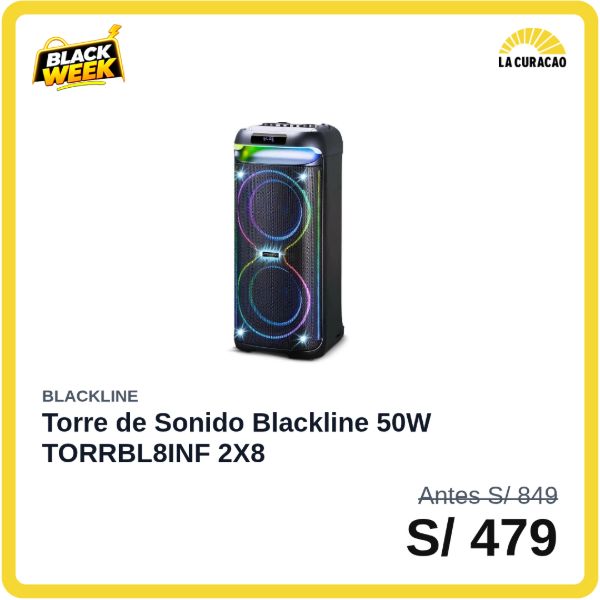 BLACK
WEEK
LA CURACAO
BLACKLINE
Torre de Sonido Blackline 50W
TORRBL8INF 2X8
Antes S/ 849
S/ 479